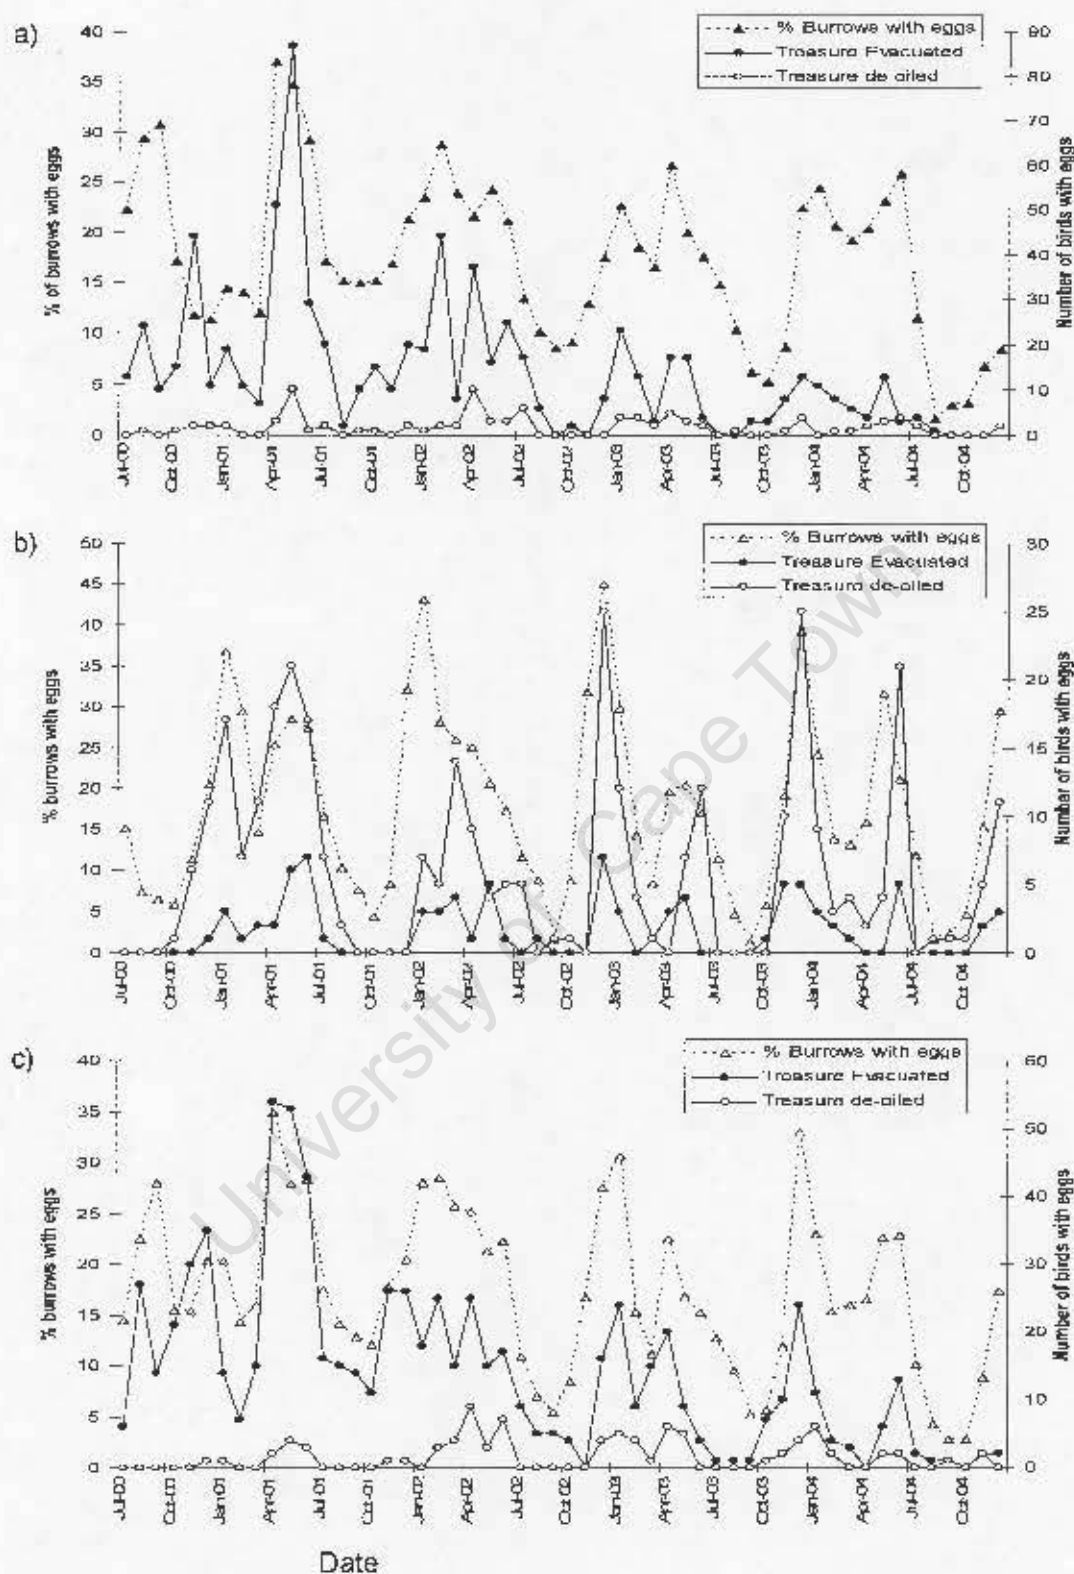 a)
% Burrows with eggs
Treasure Evacuated
Treasure de oiled
40
35
30
25
20
15
10
5
0
90
80
70
60
50
40
30
20
10
0
% of burrows with eggs
Number of birds with eggs
Jul-00
Oct-00
Jan-01
Apr-01
Jul-01
Oct-01
Jan-02
Apr-02
Jul-02
Oct-02
Jan-03
Apr-03
Jul-03
Oct-03
Jan-04
Apr-04
Jul-04
Oct-04
b)
% Burrows with eggs
Treasure Evacuated
Treasure de-oiled
50
45
40
35
30
25
20
15
10
5
0
30
25
20
15
10
5
0
% burrows with eggs
Number of birds with eggs
Jul-00
Oct-00
Jan-01
Apr-01
Jul-01
Oct-01
Jan-02
Apr-02
Jul-02
Oct-02
Jan-03
Apr-03
Jul-03
Oct-03
Jan-04
Apr-04
Jul-04
Oct-04
c)
% Burrows with eggs
Treasure Evacuated
Treasure de-oiled
40
35
30
25
20
15
10
5
0
60
50
40
30
20
10
0
% burrows with eggs
Number of birds with eggs
Jul-00
Oct-00
Jan-01
Apr-01
Jul-01
Oct-01
Jan-02
Apr-02
Jul-02
Oct-02
Jan-03
Apr-03
Jul-03
Oct-03
Jan-04
Apr-04
Jul-04
Oct-04
Date
University of Cape Town